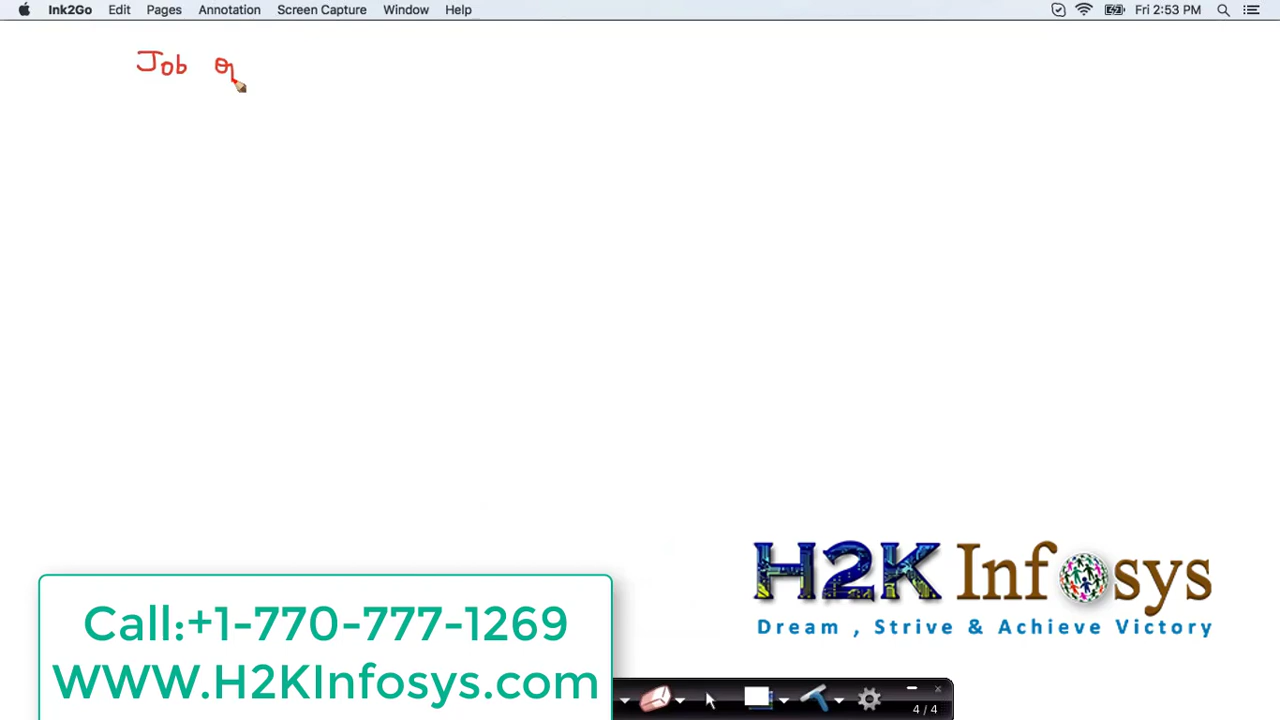 Ink2Go Edit Pages Annotation Screen Capture Window Help Fri 2:53 PM
Job
H2K Infosys
Dream , Strive & Achieve Victory
Call:+1-770-777-1269
WWW.H2KInfosys.com
4 / 4